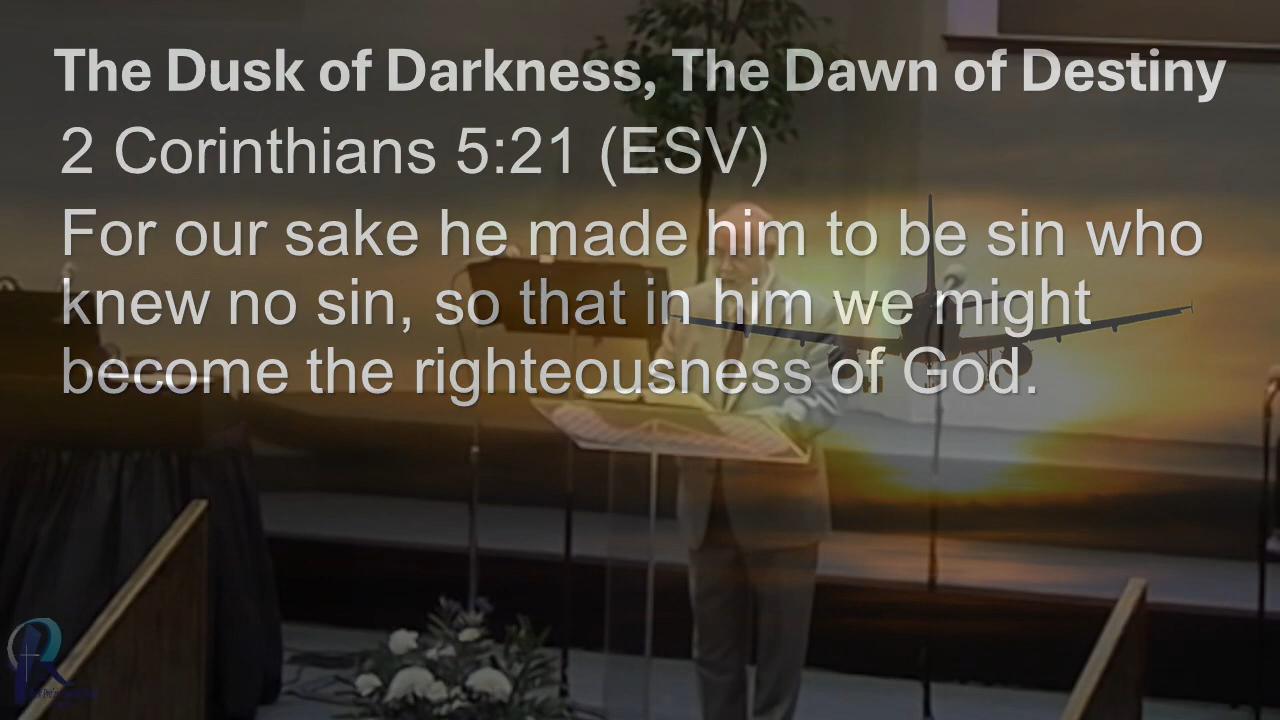 The Dusk of Darkness, The Dawn of Destiny
2 Corinthians 5:21 (ESV)
For our sake he made him to be sin who
knew no sin, so that in him we might
become the righteousness of God.